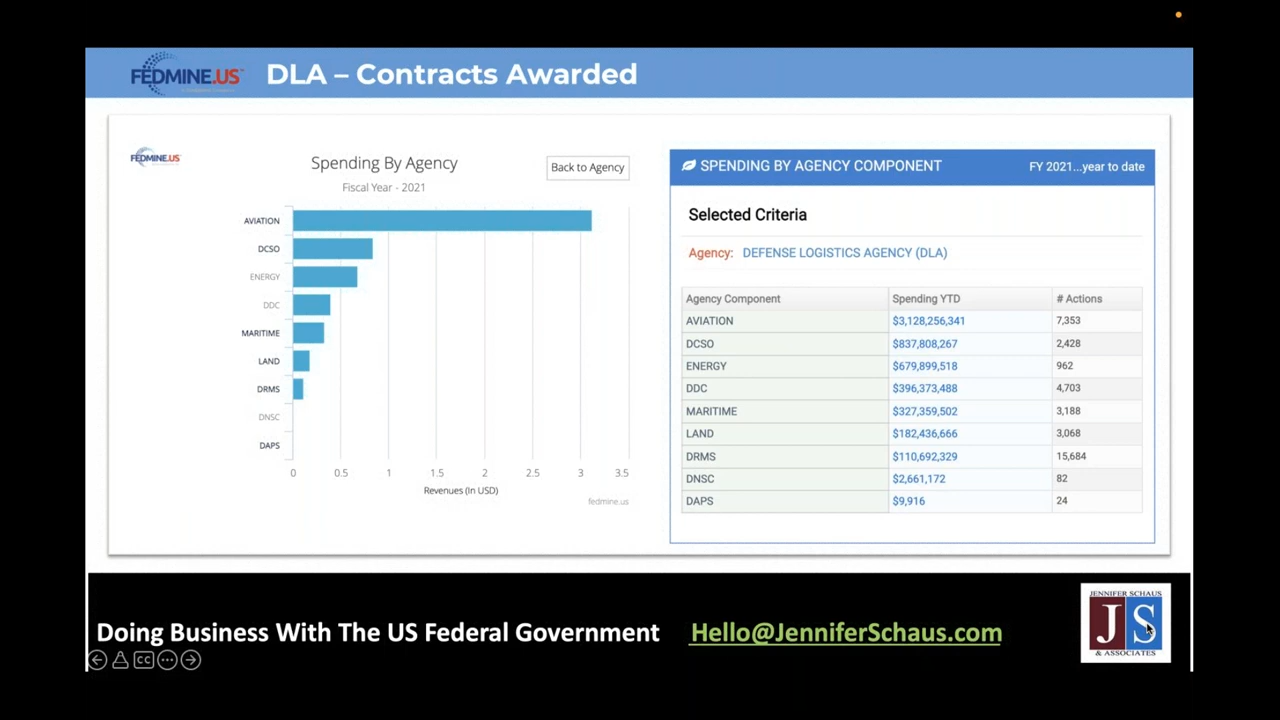 FEDMINE.US
DLA – Contracts Awarded
FEDMINE.US
Spending By Agency
Back to Agency
Fiscal Year - 2021
AVIATION
DCSO
ENERGY
DDC
MARITIME
LAND
DRMS
DNSC
DAPS
0 0.5 1 1.5 2 2.5 3 3.5
Revenues (In USD)
fedmine.us
SPENDING BY AGENCY COMPONENT FY 2021...year to date
Selected Criteria
Agency: DEFENSE LOGISTICS AGENCY (DLA)
Agency Component Spending YTD # Actions
AVIATION $3,128,256,341 7,353
DCSO $837,808,267 2,428
ENERGY $679,899,518 962
DDC $396,373,488 4,703
MARITIME $327,359,502 3,188
LAND $182,436,666 3,068
DRMS $110,692,329 15,684
DNSC $2,661,172 82
DAPS $9,916 24
Doing Business With The US Federal Government Hello@JenniferSchaus.com
CC
JENNIFER SCHAUS
JS
& ASSOCIATES